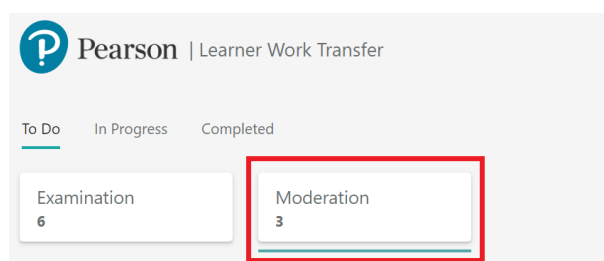 Pearson | Learner Work Transfer
To Do In Progress Completed
Examination Moderation
6 3